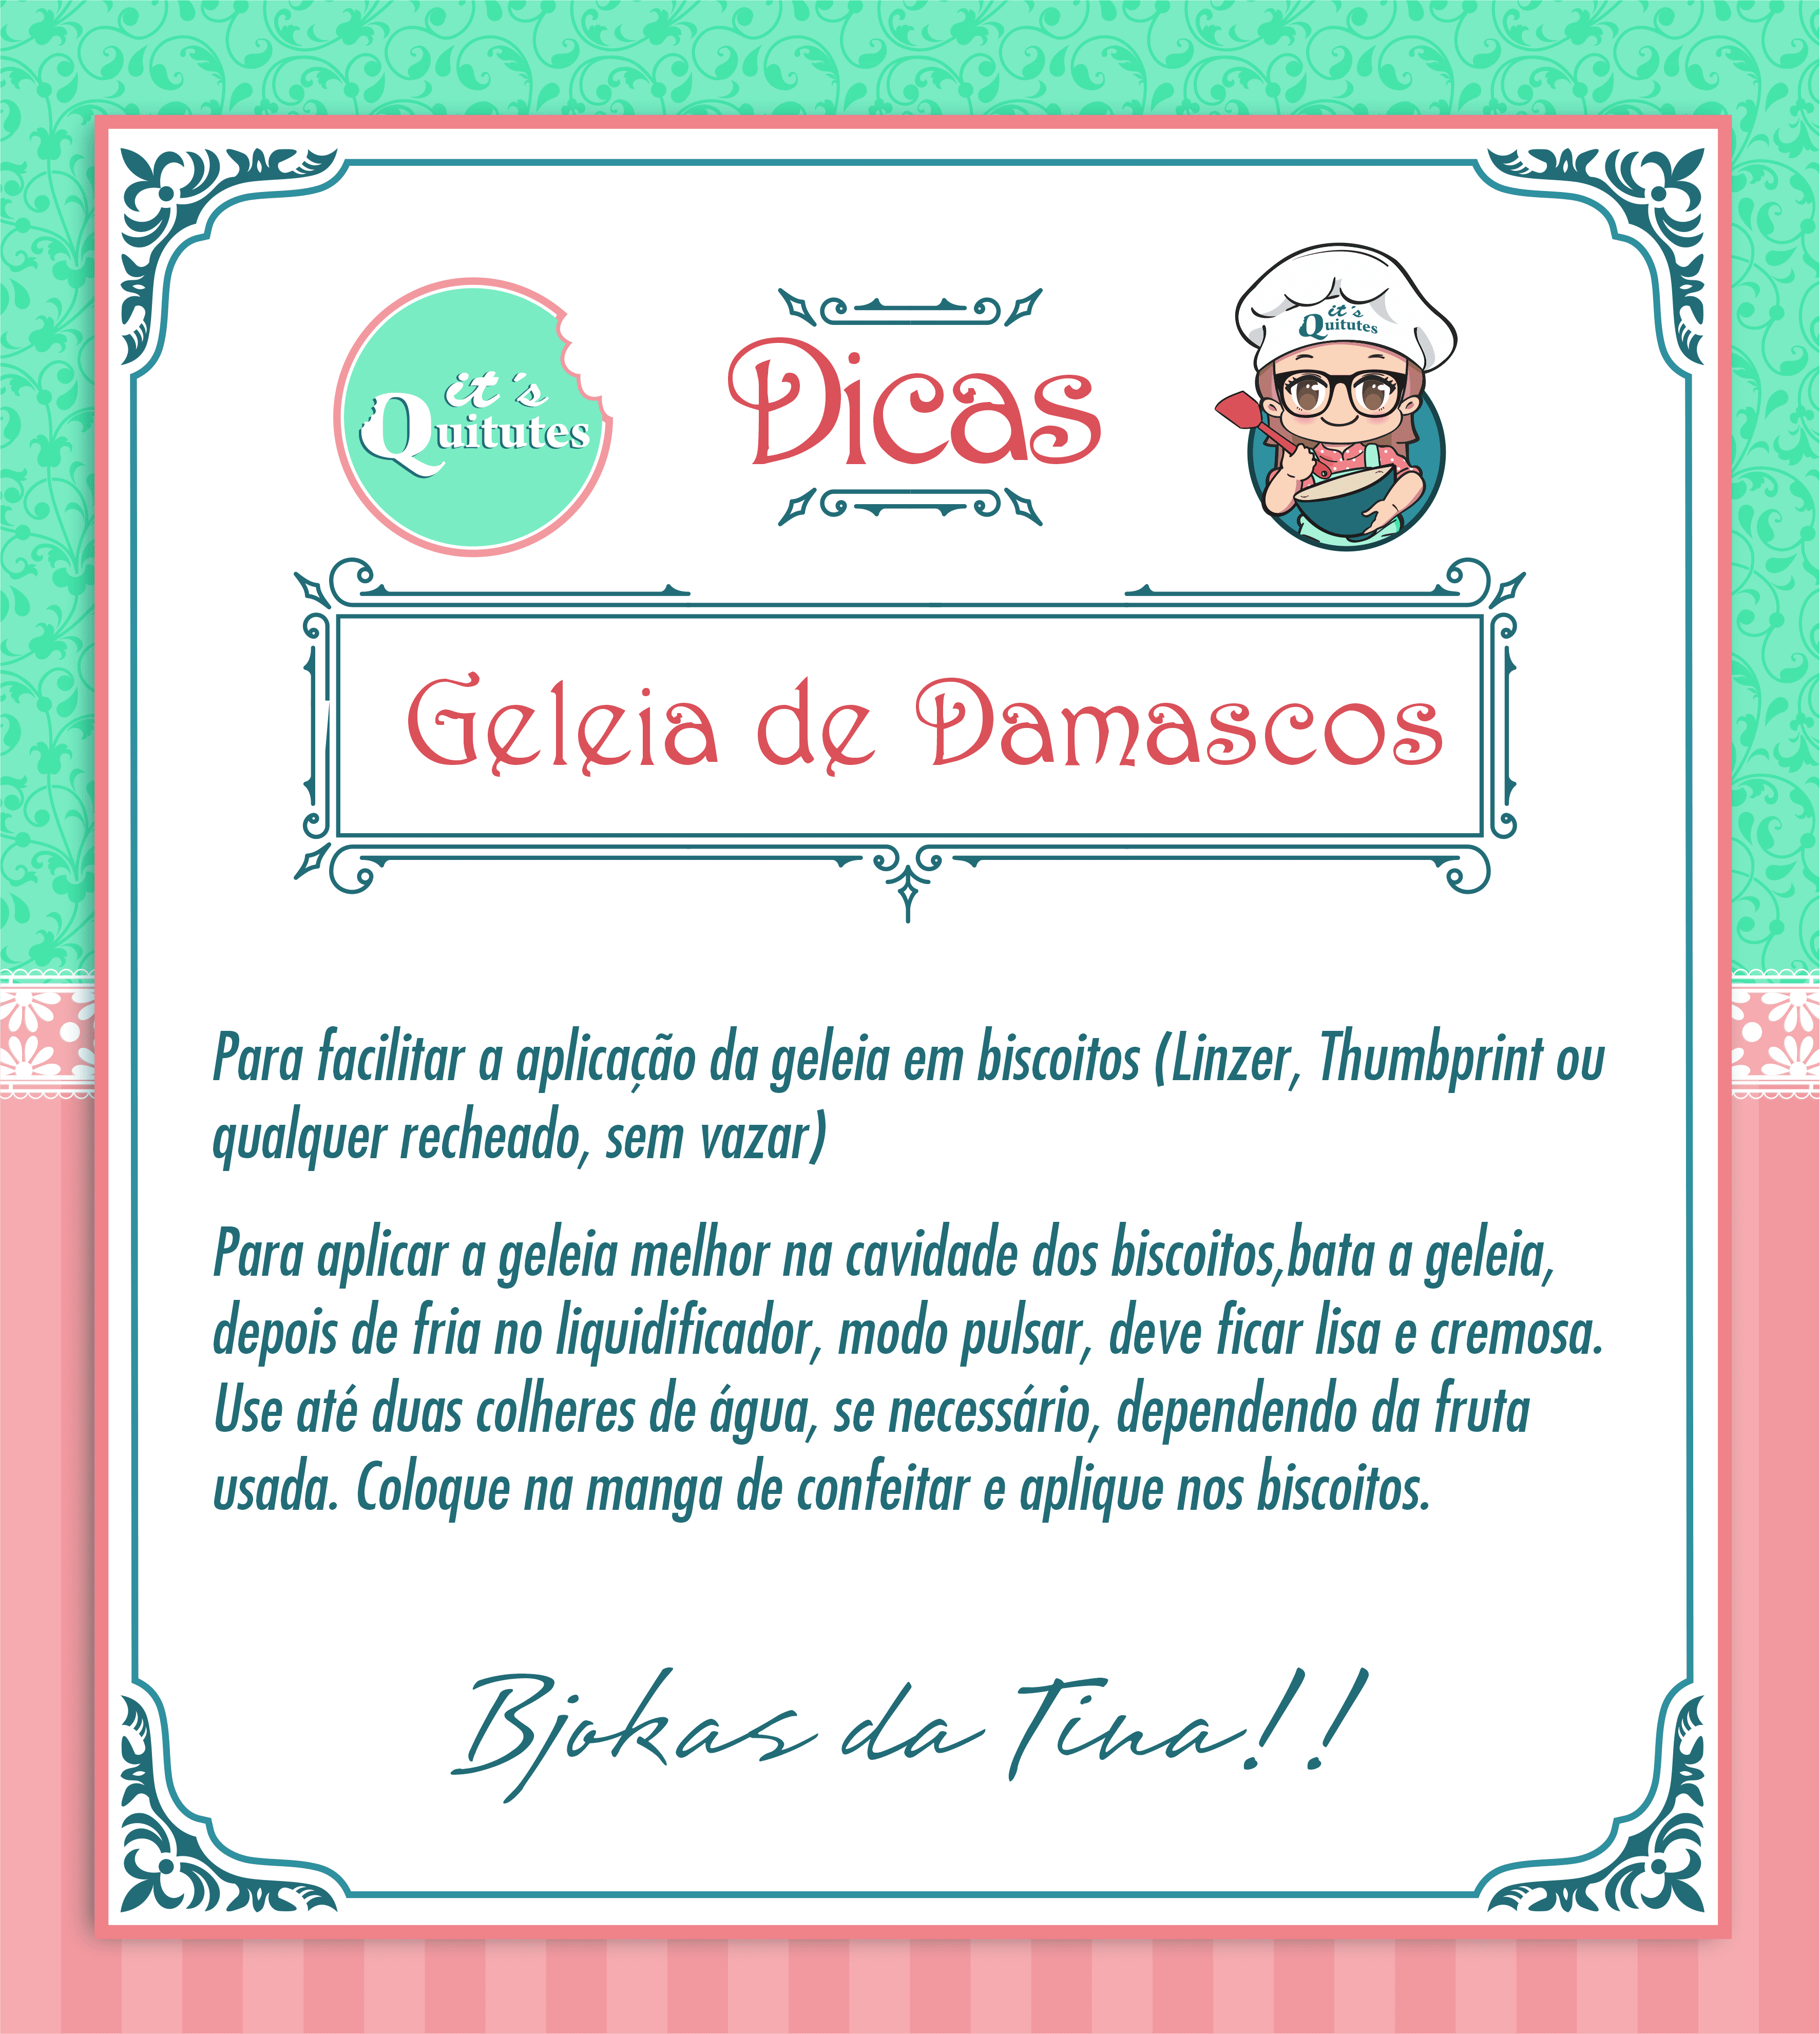 it´s
Quitutes
Dicas
it´s
Quitutes
Geleia de Damascos
Para facilitar a aplicação da geleia em biscoitos (Linzer, Thumbprint ou
qualquer recheado, sem vazar)
Para aplicar a geleia melhor na cavidade dos biscoitos,bata a geleia,
depois de fria no liquidificador, modo pulsar, deve ficar lisa e cremosa.
Use até duas colheres de água, se necessário, dependendo da fruta
usada. Coloque na manga de confeitar e aplique nos biscoitos.
Bjokas da Tina!!